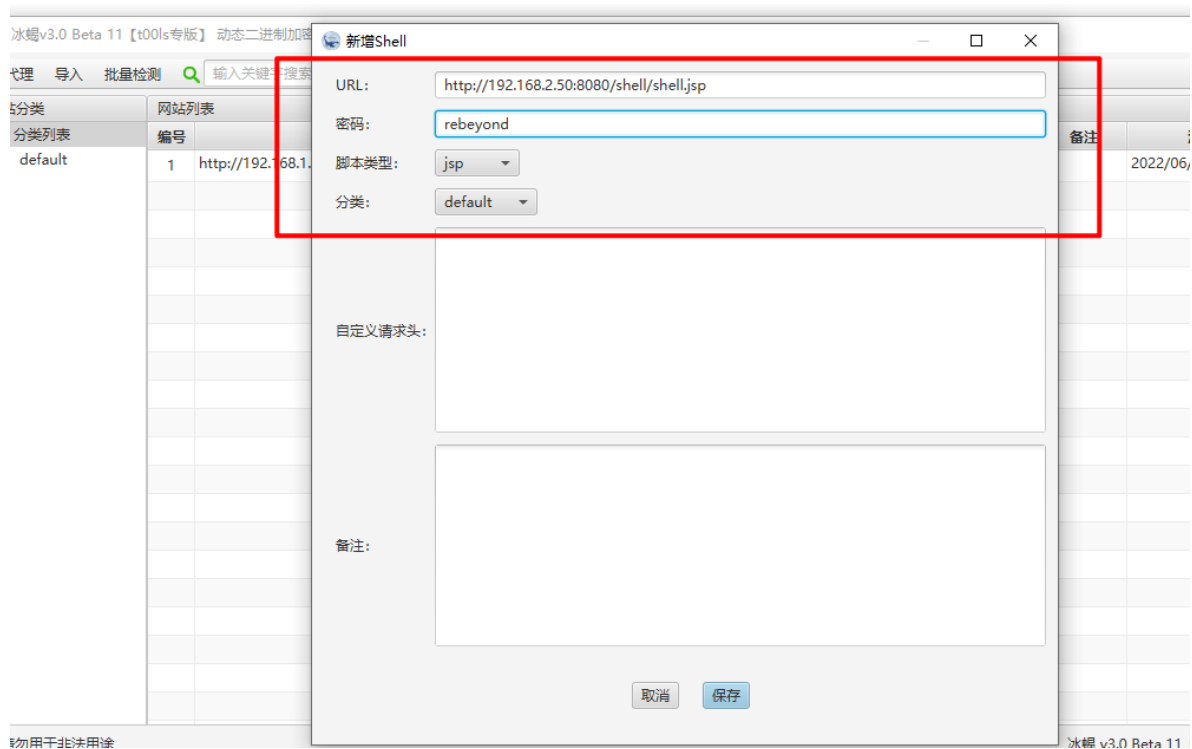 冰蝎v3.0 Beta 11【t00ls专版】 动态二进制加密
新增Shell
代理 导入 批量检测 输入关键字搜索
URL: http://192.168.2.50:8080/shell/shell.jsp
站分类 网站列表
密码: rebeyond
分类列表 编号 备注
default 1 http://192.168.1. 脚本类型: jsp 2022/06/
分类: default
自定义请求头:
备注:
取消 保存
请勿用于非法用途 冰蝎 v3.0 Beta 11